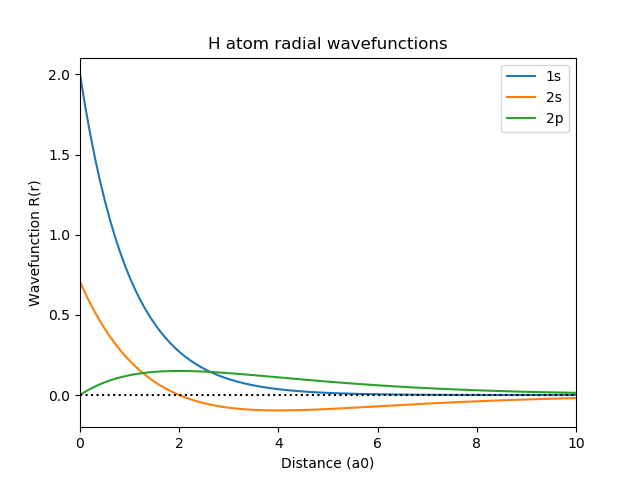 H atom radial wavefunctions
1s
2s
2p
2.0
1.5
1.0
0.5
0.0
Wavefunction R(r)
0 2 4 6 8 10
Distance (a0)